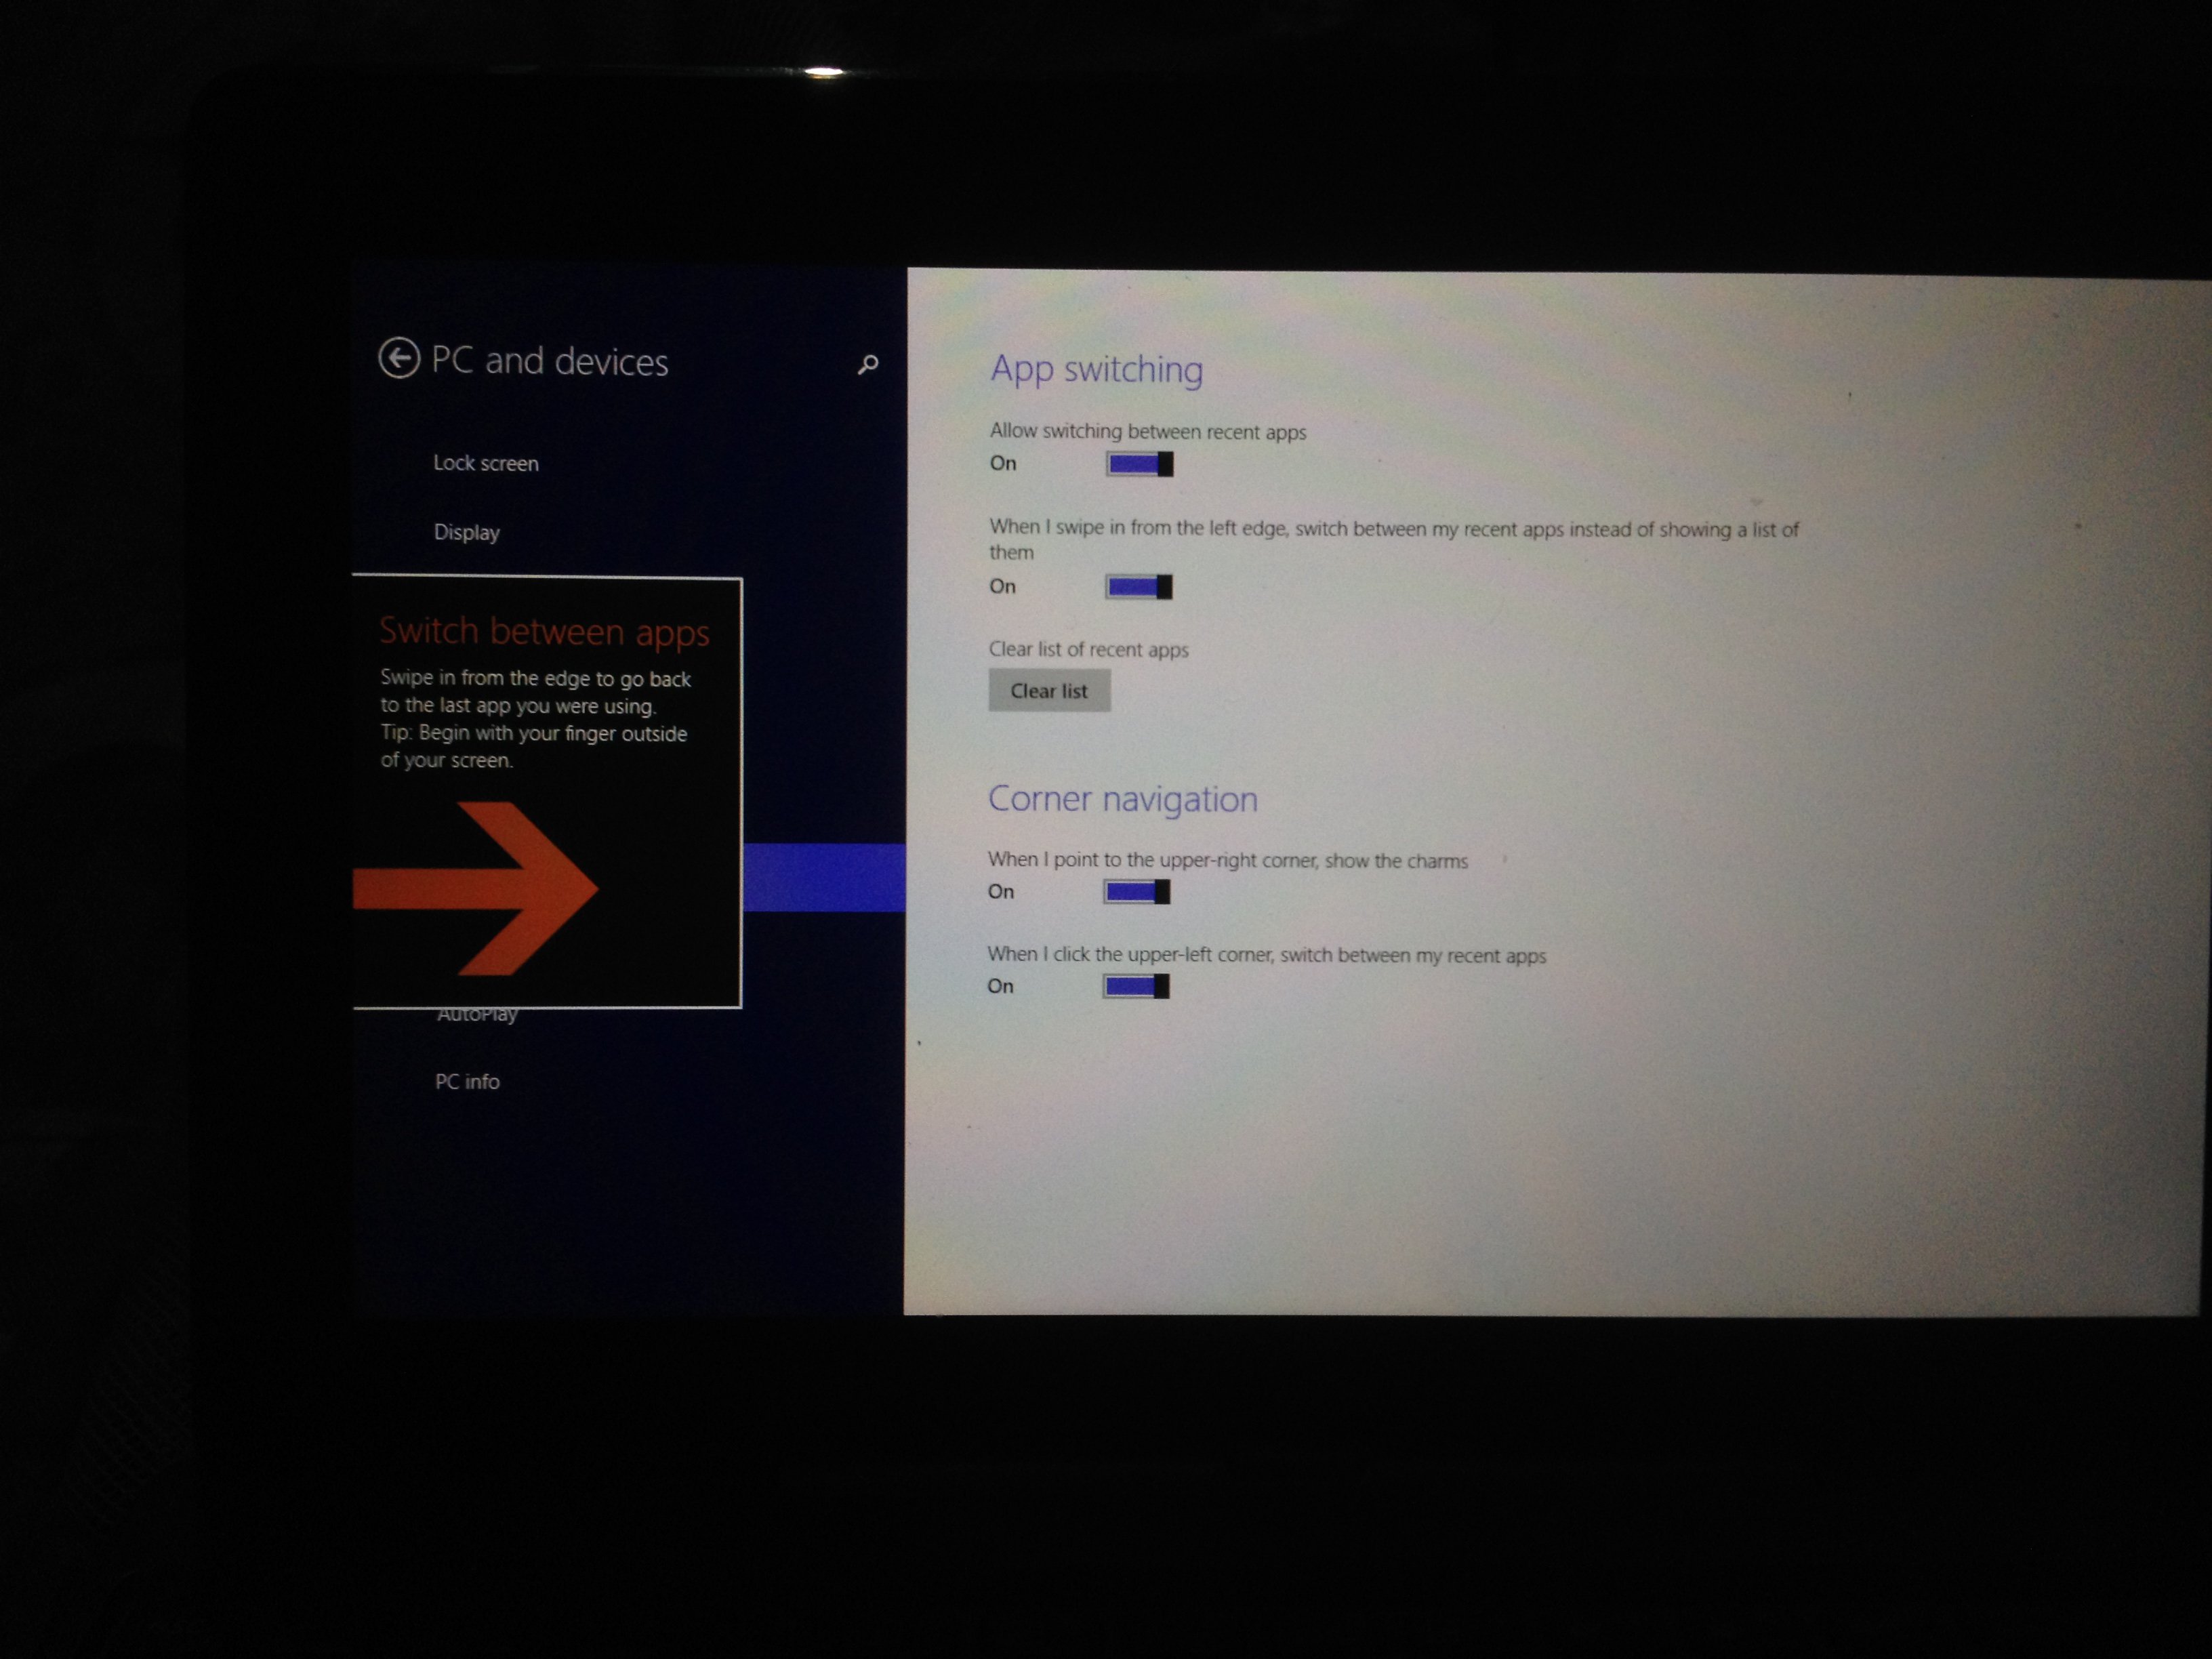 PC and devices
Lock screen
Display
Switch between apps
Swipe in from the edge to go back
to the last app you were using.
Tip: Begin with your finger outside
of your screen.
AutoPlay
PC info
App switching
Allow switching between recent apps
On
When I swipe in from the left edge, switch between my recent apps instead of showing a list of
them
On
Clear list of recent apps
Clear list
Corner navigation
When I point to the upper-right corner, show the charms
On
When I click the upper-left corner, switch between my recent apps
On